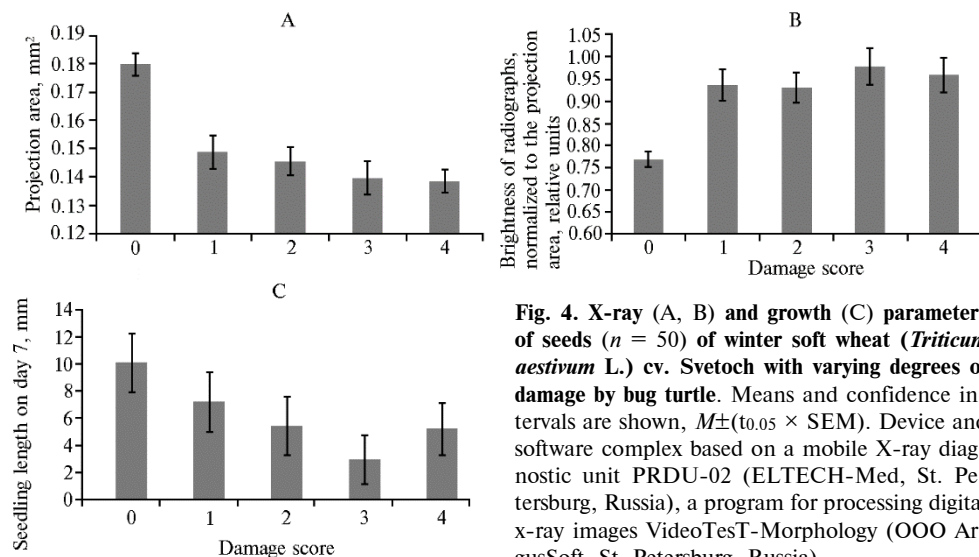 A
Projection area, mm²
0.19
0.18
0.17
0.16
0.15
0.14
0.13
0.12
0 1 2 3 4
B
Brightness of radiographs,
normalized to the projection
area, relative units
1.05
1.00
0.95
0.90
0.85
0.80
0.75
0.70
0.65
0.60
0 1 2 3 4
Damage score
C
Seedling length on day 7, mm
14
12
10
8
6
4
2
0
0 1 2 3 4
Damage score
Fig. 4. X-ray (A, B) and growth (C) parameter
of seeds (n = 50) of winter soft wheat (Triticum
aestivum L.) cv. Svetoch with varying degrees o
damage by bug turtle. Means and confidence in
tervals are shown, M±(t0.05 × SEM). Device and
software complex based on a mobile X-ray diag
nostic unit PRDU-02 (ELTECH-Med, St. Pe
tersburg, Russia), a program for processing digita
x-ray images VideoTesT-Morphology (OOO Ar
gusSoft, St. Petersburg, Russia)